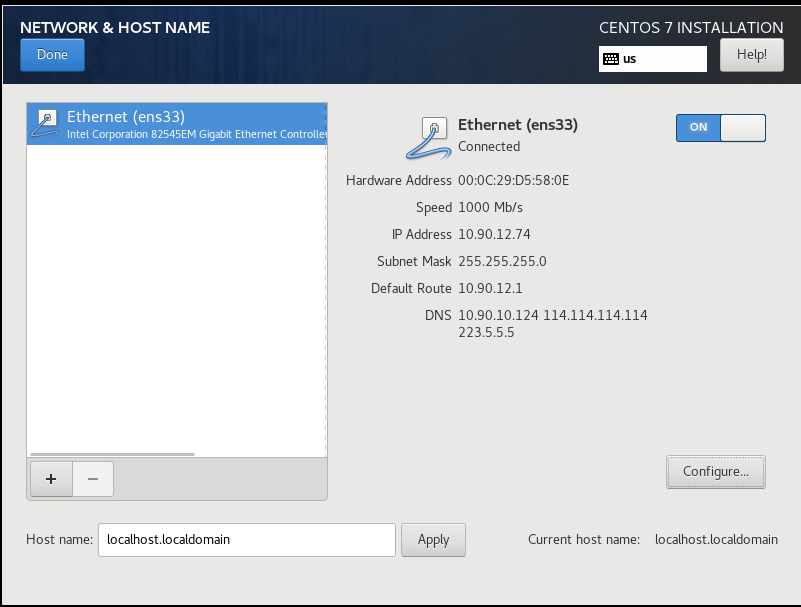 NETWORK & HOST NAME
CENTOS 7 INSTALLATION
Done
us
Help!
Ethernet (ens33)
Intel Corporation 82545EM Gigabit Ethernet Controller
Ethernet (ens33)
Connected
ON
Hardware Address 00:0C:29:D5:58:0E
Speed 1000 Mb/s
IP Address 10.90.12.74
Subnet Mask 255.255.255.0
Default Route 10.90.12.1
DNS 10.90.10.124 114.114.114.114
223.5.5.5
+ −
Configure...
Host name: localhost.localdomain Apply Current host name: localhost.localdomain